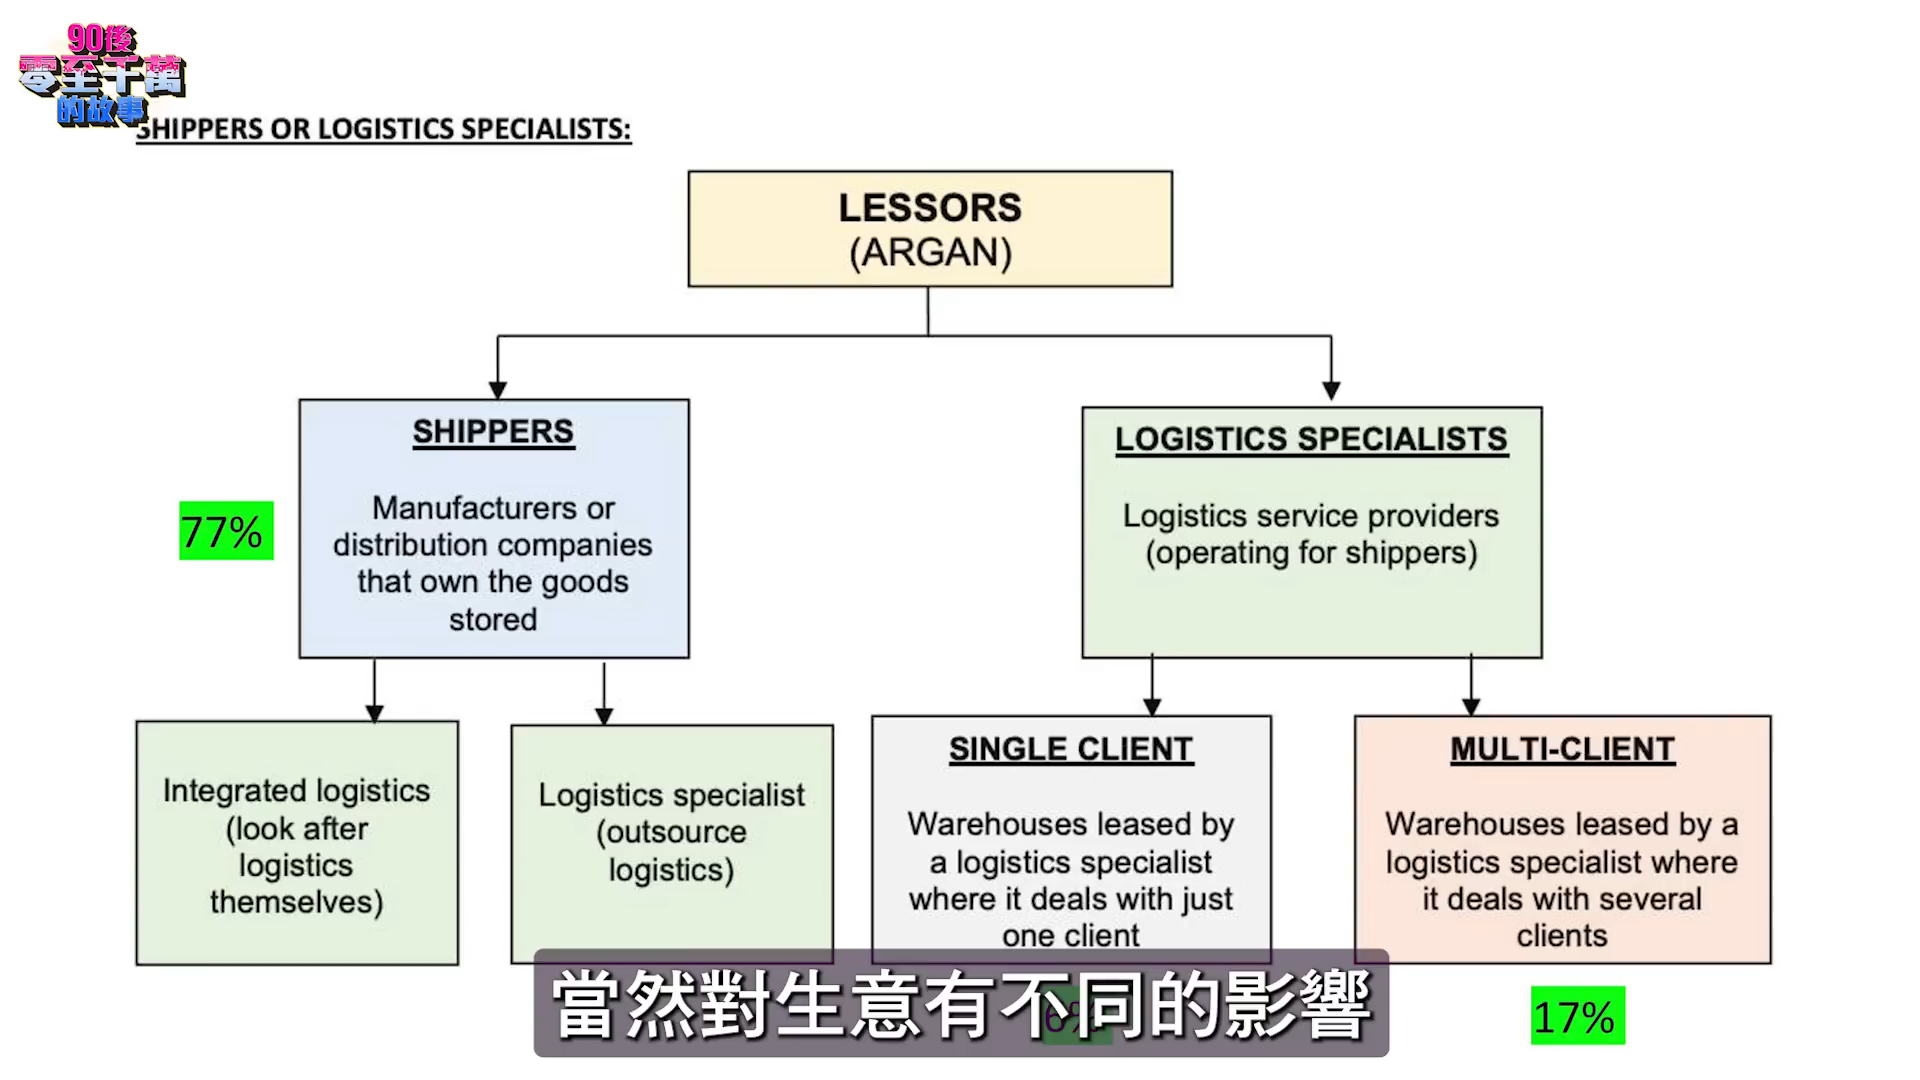 90後
零至千萬
的故事
SHIPPERS OR LOGISTICS SPECIALISTS:
LESSORS
(ARGAN)
SHIPPERS
Manufacturers or
distribution companies
that own the goods
stored
77%
LOGISTICS SPECIALISTS
Logistics service providers
(operating for shippers)
Integrated logistics
(look after
logistics
themselves)
Logistics specialist
(outsource
logistics)
SINGLE CLIENT
Warehouses leased by
a logistics specialist
where it deals with just
one client
MULTI-CLIENT
Warehouses leased by a
logistics specialist where
it deals with several
clients
6%
17%
當然對生意有不同的影響